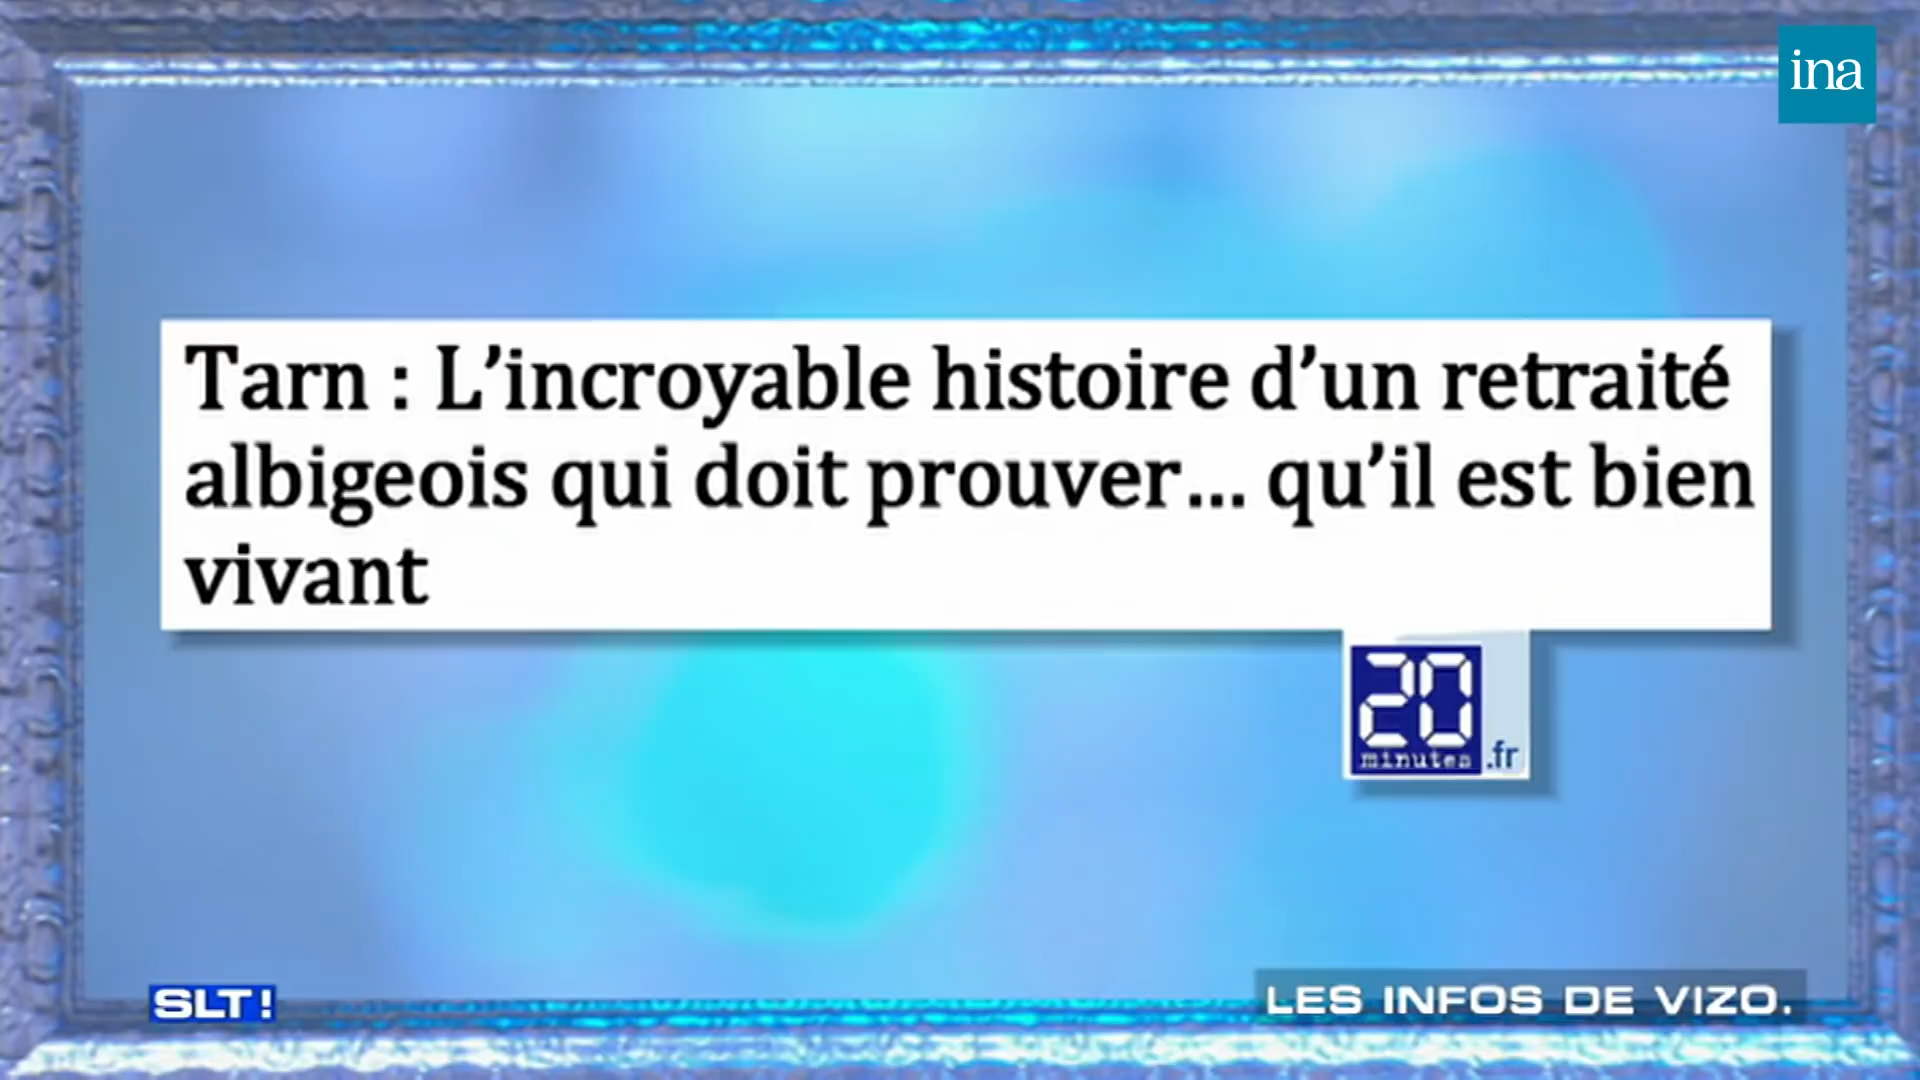 ina
Tarn : L’incroyable histoire d’un retraité
albigeois qui doit prouver... qu’il est bien
vivant
20
minutes .fr
SLT!
LES INFOS DE VIZO.